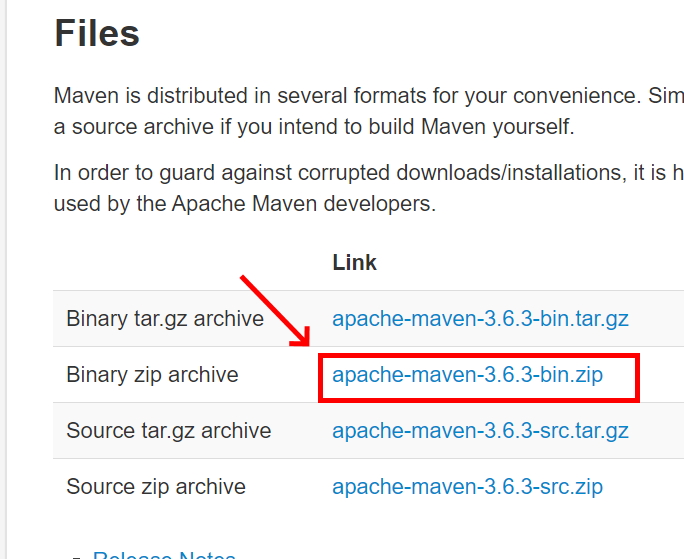 Files
Maven is distributed in several formats for your convenience.
a source archive if you intend to build Maven yourself.
In order to guard against corrupted downloads/installations, it is
used by the Apache Maven developers.
Link
Binary tar.gz archive apache-maven-3.6.3-bin.tar.gz
Binary zip archive apache-maven-3.6.3-bin.zip
Source tar.gz archive apache-maven-3.6.3-src.tar.gz
Source zip archive apache-maven-3.6.3-src.zip
Release Notes